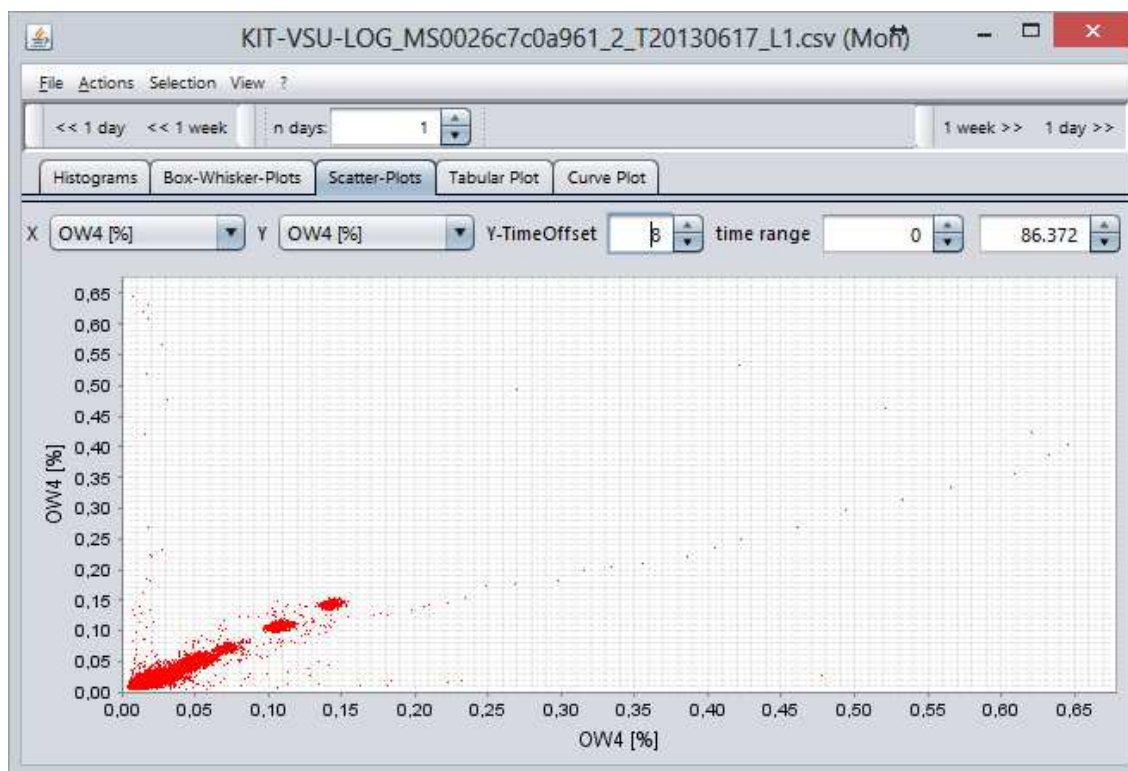 KIT-VSU-LOG_MS0026c7c0a961_2_T20130617_L1.csv (Mon)
File Actions Selection View ?
<< 1 day << 1 week n days: 1 1 week >> 1 day >>
Histograms Box-Whisker-Plots Scatter-Plots Tabular Plot Curve Plot
X OW4 [%] Y OW4 [%] Y-TimeOffset 8 time range 0 86.372
0,65
0,60
0,55
0,50
0,45
0,40
0,35
0,30
0,25
0,20
0,15
0,10
0,05
0,00
OW4 [%]
0,00 0,05 0,10 0,15 0,20 0,25 0,30 0,35 0,40 0,45 0,50 0,55 0,60 0,65
OW4 [%]